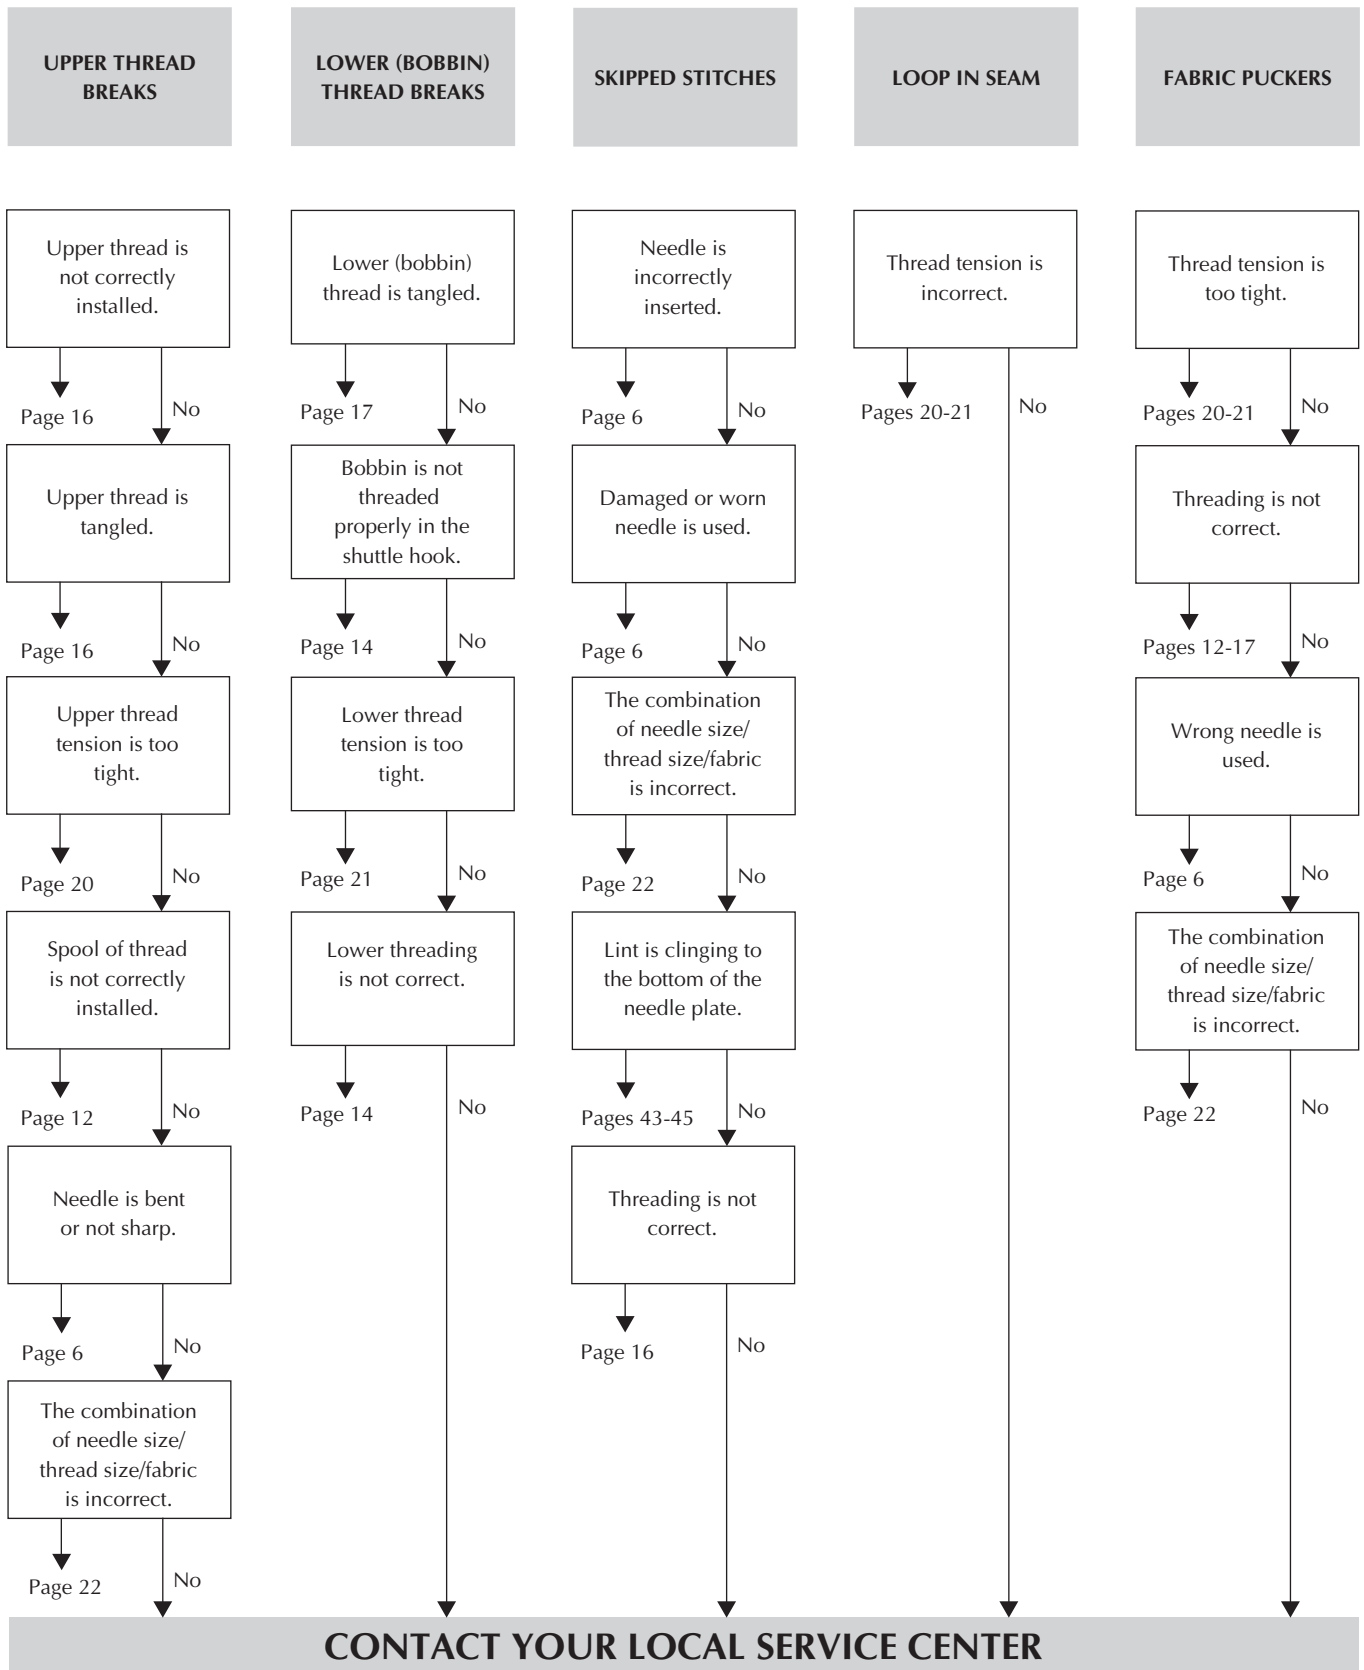 UPPER THREAD
BREAKS
LOWER (BOBBIN)
THREAD BREAKS
SKIPPED STITCHES
LOOP IN SEAM
FABRIC PUCKERS
Upper thread is
not correctly
installed.
Page 16
No
Upper thread is
tangled.
Page 16
No
Upper thread
tension is too
tight.
Page 20
No
Spool of thread
is not correctly
installed.
Page 12
No
Needle is bent
or not sharp.
Page 6
No
The combination
of needle size/
thread size/fabric
is incorrect.
Page 22
No
Lower (bobbin)
thread is tangled.
Page 17
No
Bobbin is not
threaded
properly in the
shuttle hook.
Page 14
No
Lower thread
tension is too
tight.
Page 21
No
Lower threading
is not correct.
Page 14
No
Needle is
incorrectly
inserted.
Page 6
No
Damaged or worn
needle is used.
Page 6
No
The combination
of needle size/
thread size/fabric
is incorrect.
Page 22
No
Lint is clinging to
the bottom of the
needle plate.
Pages 43-45
No
Threading is not
correct.
Page 16
No
Thread tension is
incorrect.
Pages 20-21
No
Thread tension is
too tight.
Pages 20-21
No
Threading is not
correct.
Pages 12-17
No
Wrong needle is
used.
Page 6
No
The combination
of needle size/
thread size/fabric
is incorrect.
Page 22
No
CONTACT YOUR LOCAL SERVICE CENTER